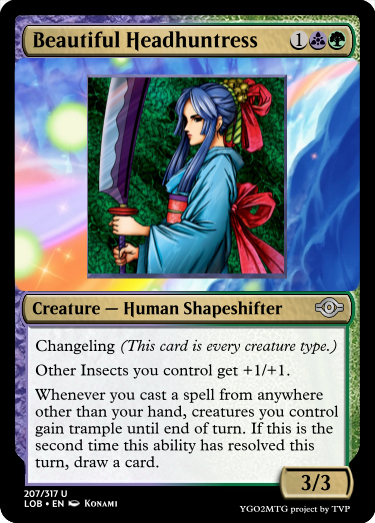 Beautiful Headhuntress 1
Creature — Human Shapeshifter
Changeling (This card is every creature type.)
Other Insects you control get +1/+1.
Whenever you cast a spell from anywhere
other than your hand, creatures you control
gain trample until end of turn. If this is the
second time this ability has resolved this
turn, draw a card.
3/3
207/317 U
LOB • EN Konami
YGO2MTG project by TVP